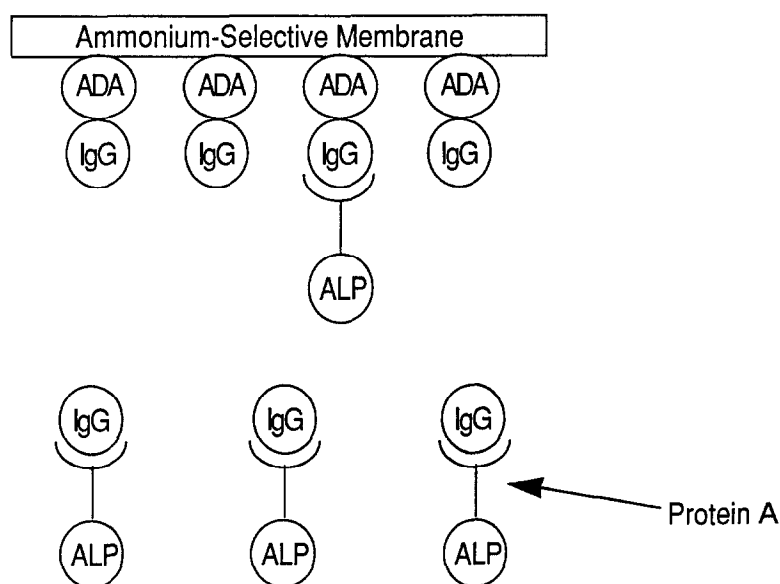 Ammonium-Selective Membrane
ADA ADA ADA ADA
IgG IgG IgG IgG
ALP
IgG IgG IgG
Protein A
ALP ALP ALP